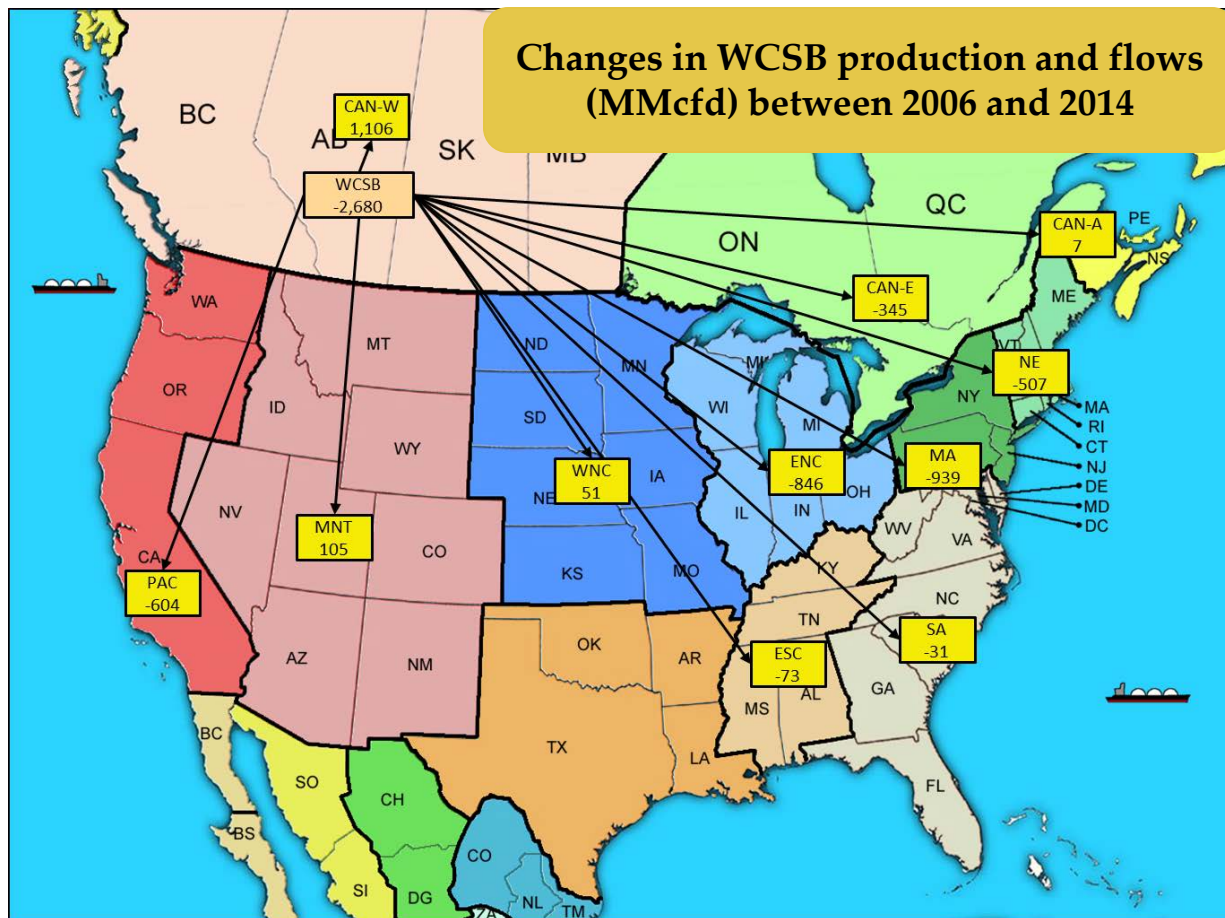 Changes in WCSB production and flows
(MMcfd) between 2006 and 2014
BC
AB
SK
MB
CAN-W
1,106
WCSB
-2,680
QC
ON
PE
NS
CAN-A
7
CAN-E
-345
ME
VT
NE
-507
NY
MA
RI
CT
NJ
DE
MD
DC
WA
OR
MT
ID
WY
ND
SD
MN
WI
MI
MI
NE
IA
WNC
51
ENC
-846
MA
-939
OH
IL
IN
WV
VA
NV
MNT
105
CO
KS
MO
KY
CA
PAC
-604
NC
TN
SA
-31
AZ
NM
OK
AR
ESC
-73
MS
AL
GA
TX
LA
FL
BC
SO
CH
BS
SI
DG
CO
NL
TM
ZA